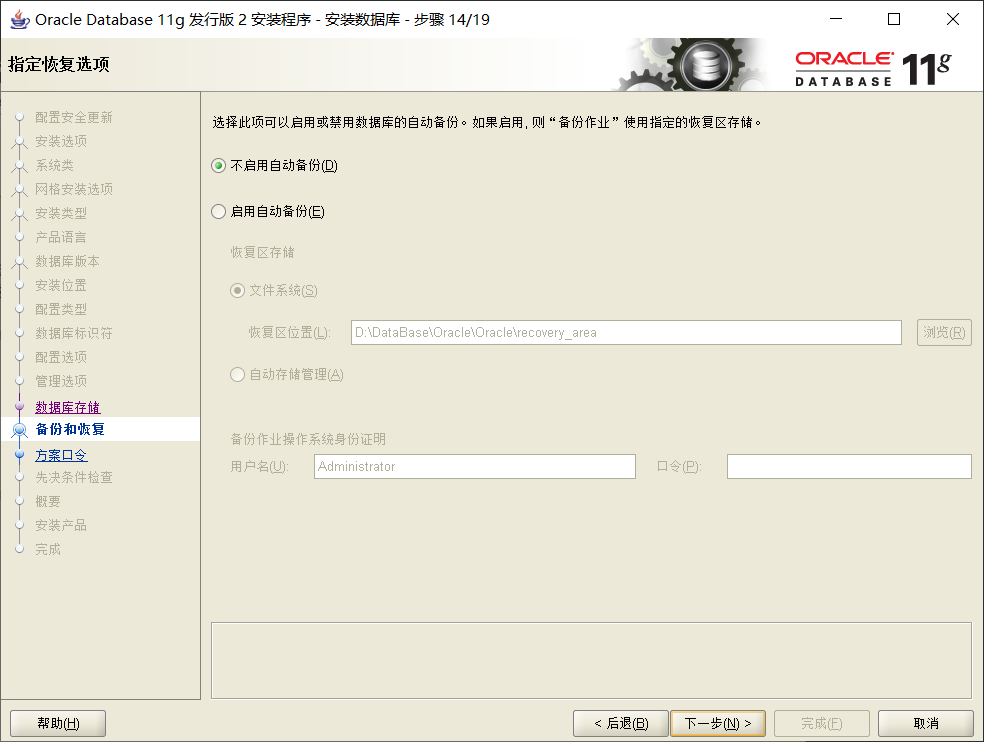 Oracle Database 11g 发行版 2 安装程序 - 安装数据库 - 步骤 14/19
指定恢复选项
ORACLE
DATABASE 11g
配置安全更新
安装选项
系统类
网格安装选项
安装类型
产品语言
数据库版本
安装位置
配置类型
数据库标识符
配置选项
管理选项
数据库存储
备份和恢复
方案口令
先决条件检查
概要
安装产品
完成
选择此项可以启用或禁用数据库的自动备份。如果启用, 则“备份作业”使用指定的恢复区存储。
不启用自动备份(D)
启用自动备份(E)
恢复区存储
文件系统(S)
恢复区位置(L): D:\DataBase\Oracle\Oracle\recovery_area 浏览(R)
自动存储管理(A)
备份作业操作系统身份证明
用户名(U): Administrator 口令(P):
帮助(H) < 后退(B) 下一步(N) > 完成(F) 取消